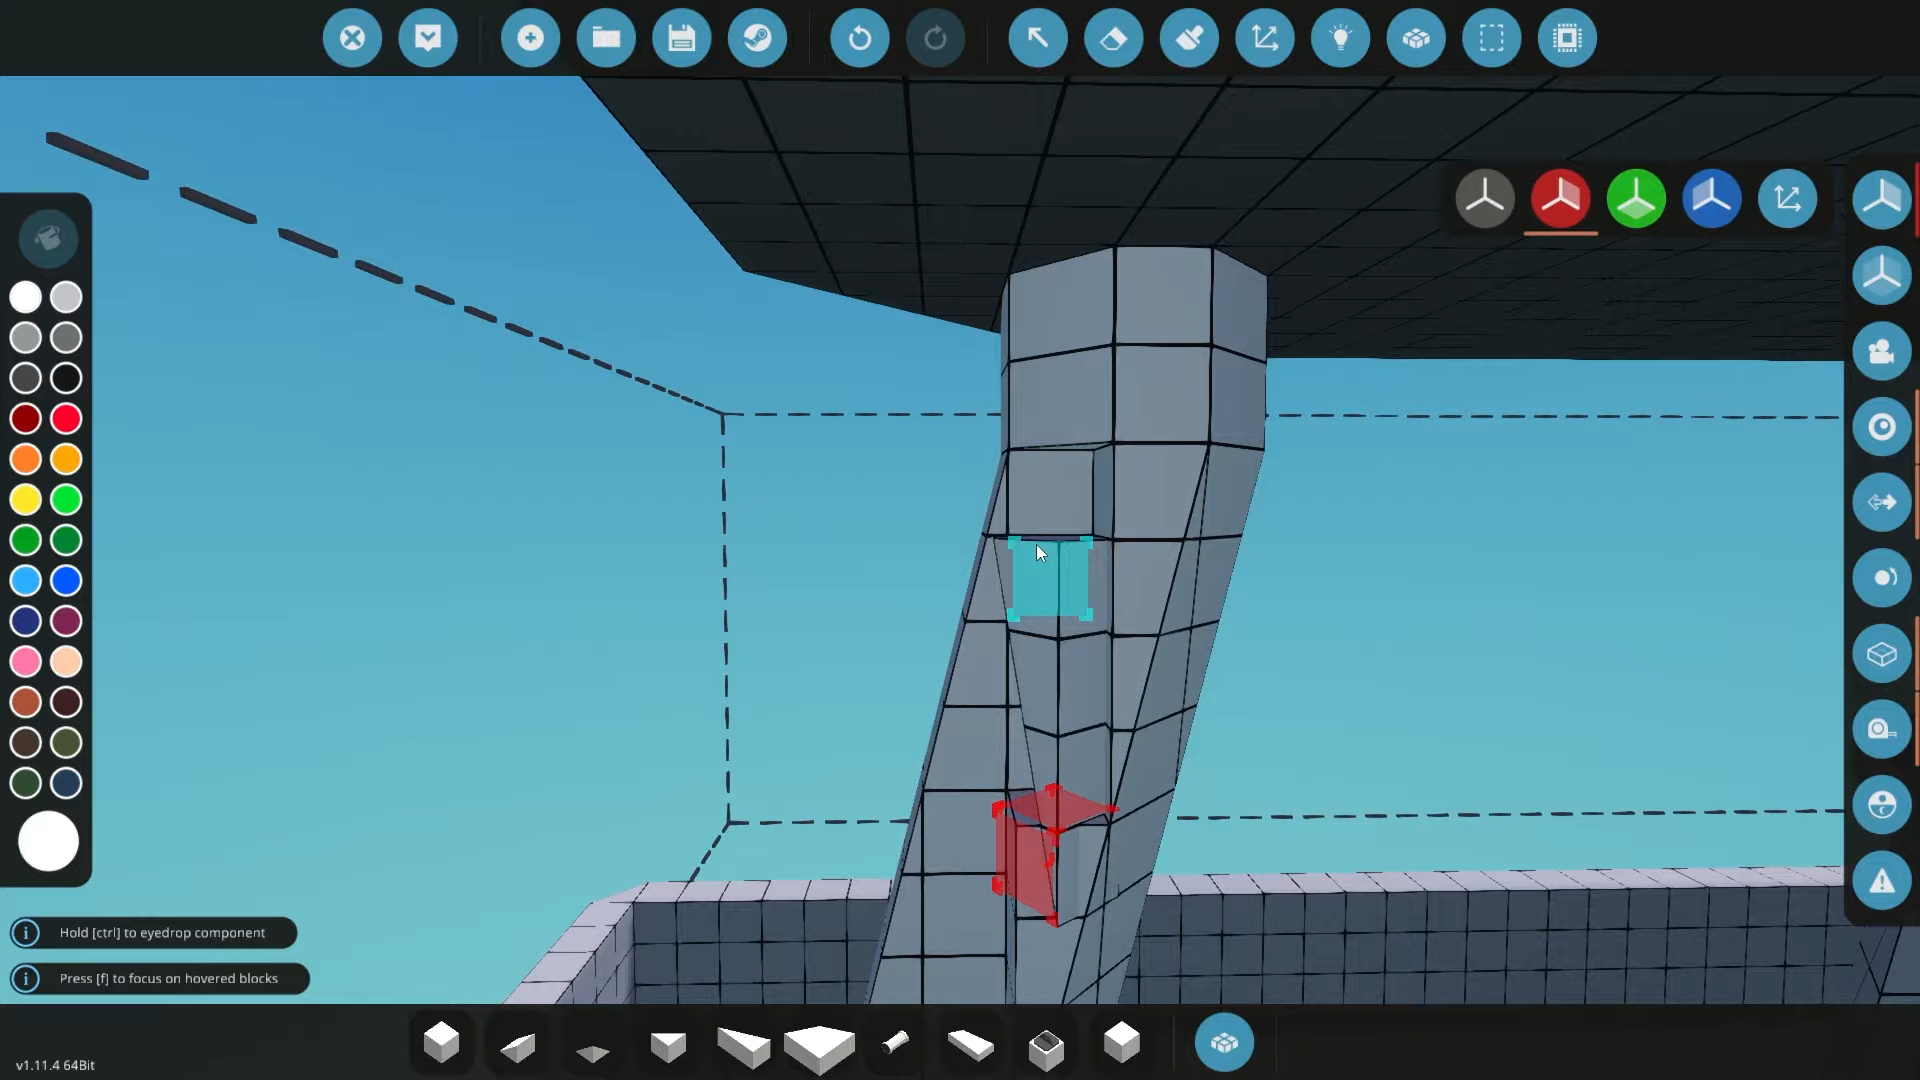 Hold [ctrl] to eyedrop component
Press [f] to focus on hovered blocks
v1.11.4 64Bit